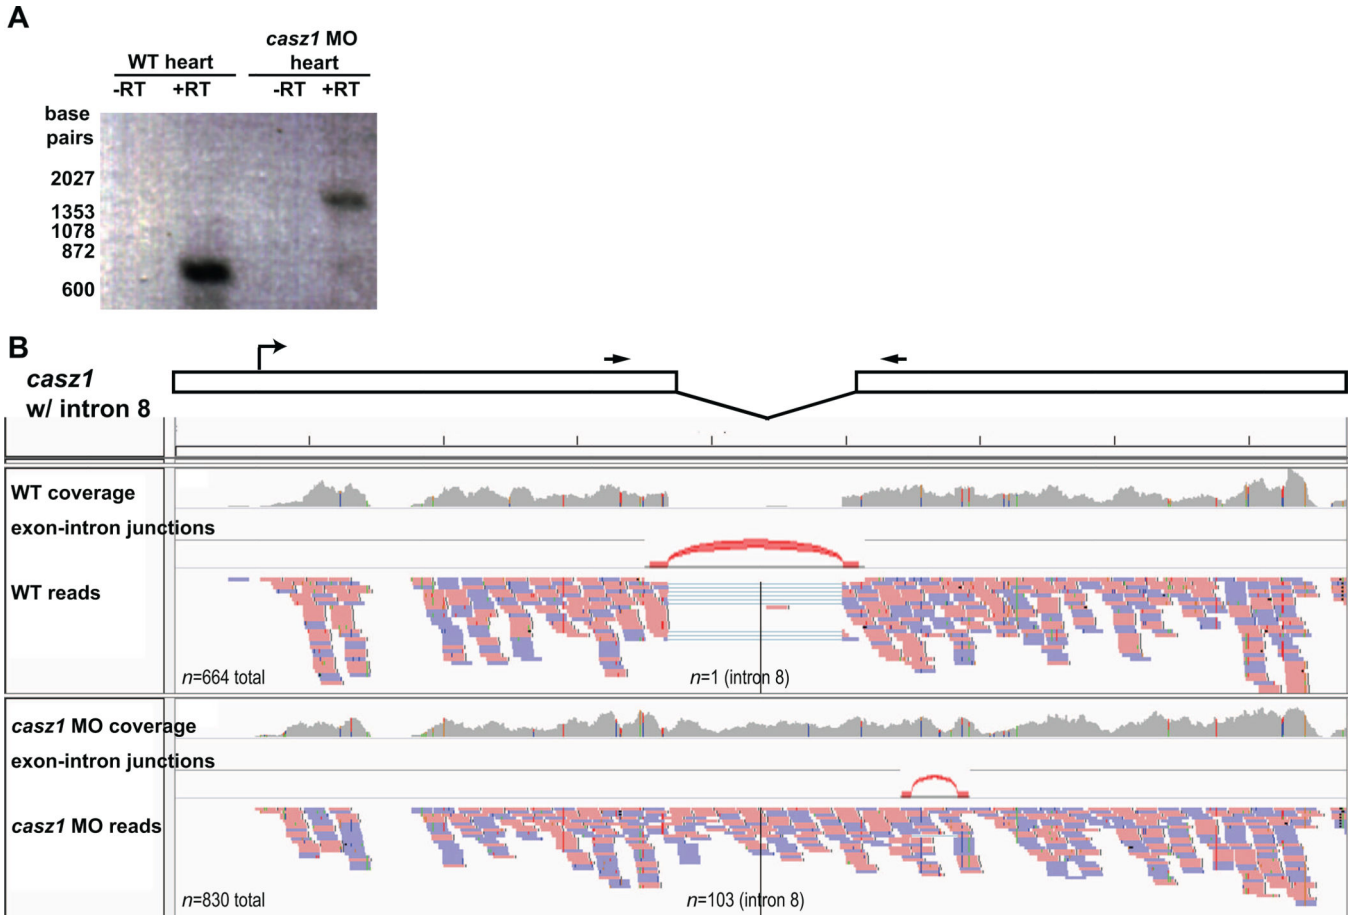 A
casz1 MO
WT heart heart
-RT +RT -RT +RT
base
pairs
2027
1353
1078
872
600
B
casz1
w/ intron 8
WT coverage
exon-intron junctions
WT reads
n=664 total n=1 (intron 8)
casz1 MO coverage
exon-intron junctions
casz1 MO reads
n=830 total n=103 (intron 8)